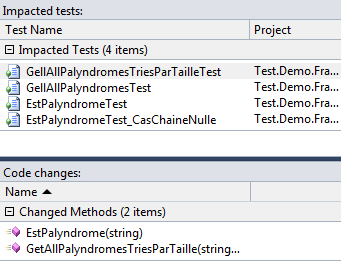 Impacted tests:
Test Name Project
Impacted Tests (4 items)
GellAllPalyndromesTriesParTailleTest Test.Demo.Fra...
GellAllPalyndromesTest Test.Demo.Fra...
EstPalyndromeTest Test.Demo.Fra...
EstPalyndromeTest_CasChaineNulle Test.Demo.Fra...
Code changes:
Name
Changed Methods (2 items)
EstPalyndrome(string)
GetAllPalyndromesTriesParTaille(string...